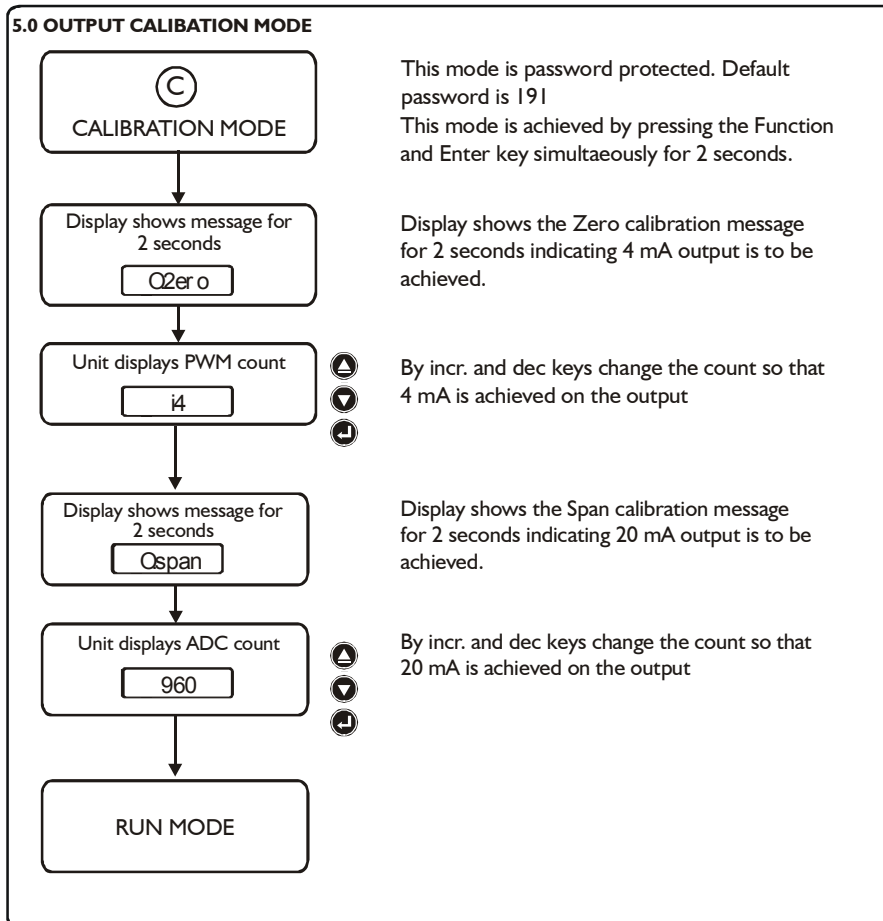 5.0 OUTPUT CALIBATION MODE
C
CALIBRATION MODE
This mode is password protected. Default
password is 191
This mode is achieved by pressing the Function
and Enter key simultaeously for 2 seconds.
Display shows message for
2 seconds
O2er o
Display shows the Zero calibration message
for 2 seconds indicating 4 mA output is to be
achieved.
Unit displays PWM count
i4
By incr. and dec keys change the count so that
4 mA is achieved on the output
Display shows message for
2 seconds
Ospan
Display shows the Span calibration message
for 2 seconds indicating 20 mA output is to be
achieved.
Unit displays ADC count
960
By incr. and dec keys change the count so that
20 mA is achieved on the output
RUN MODE